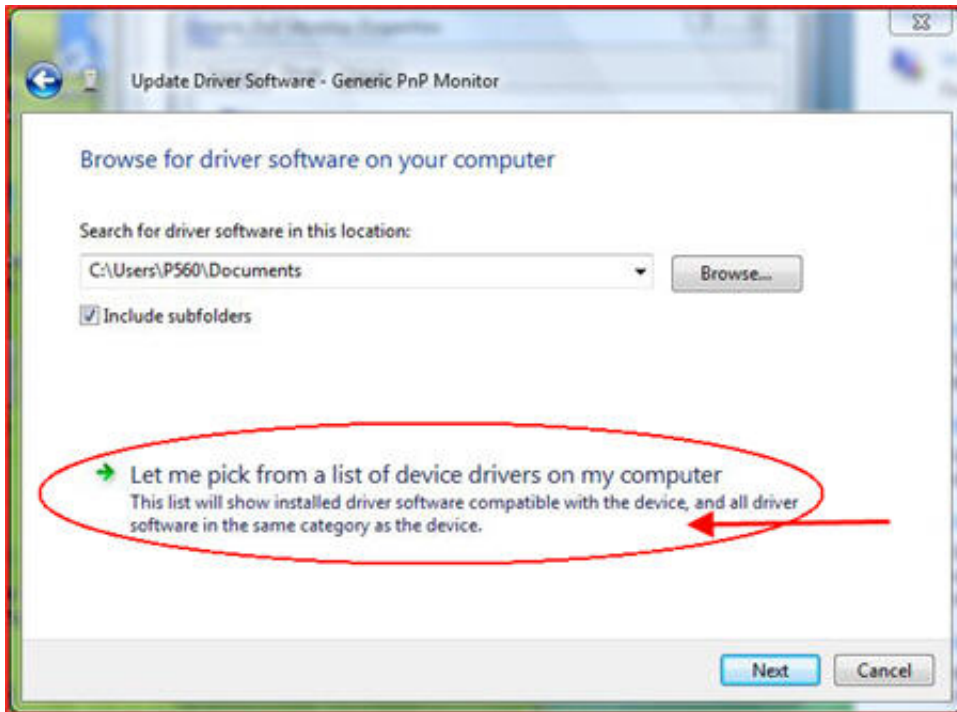 Update Driver Software - Generic PnP Monitor
Browse for driver software on your computer
Search for driver software in this location:
C:\Users\P560\Documents
Browse...
Include subfolders
Let me pick from a list of device drivers on my computer
This list will show installed driver software compatible with the device, and all driver
software in the same category as the device.
Next Cancel